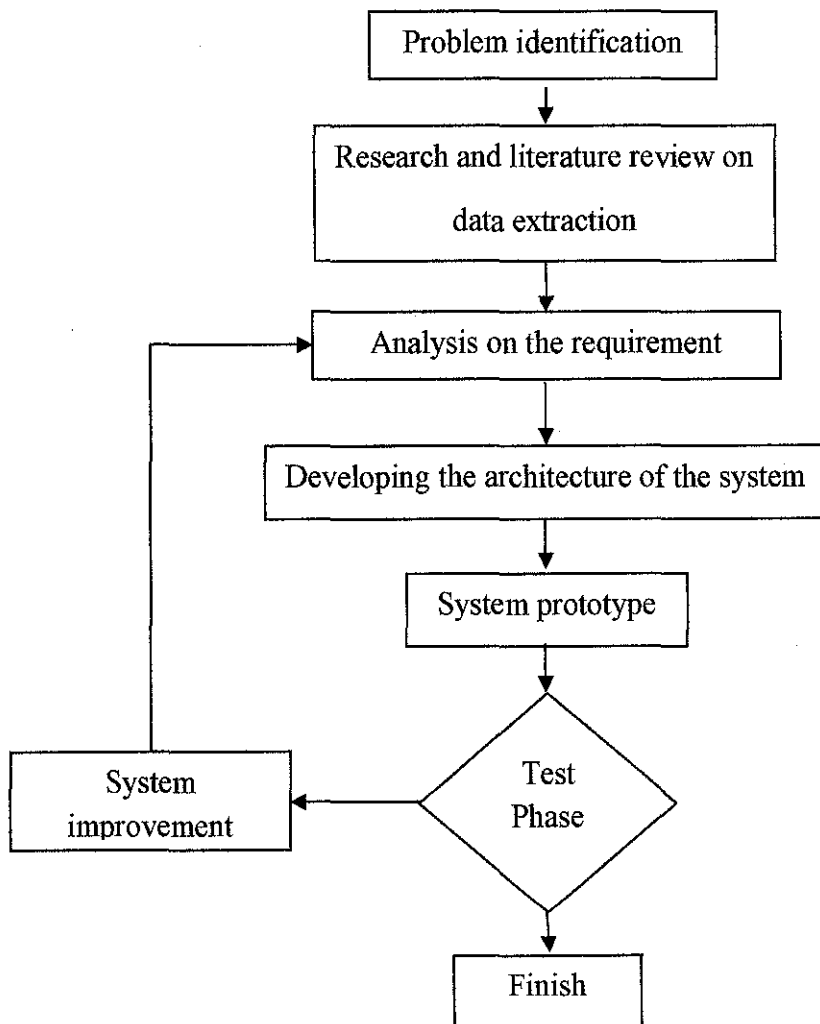 Problem identification
Research and literature review on
data extraction
Analysis on the requirement
Developing the architecture of the system
System prototype
Test
Phase
System
improvement
Finish